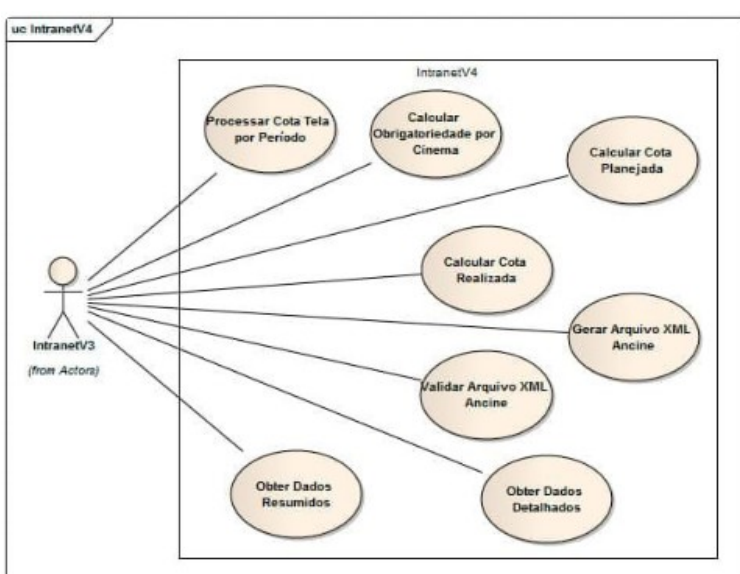 uc IntranetV4
IntranetV4
Processar Cota Tela
por Período
Calcular
Obrigatoriedade por
Cinema
Calcular Cota
Planejada
Calcular Cota
Realizada
IntranetV3
(from Actors)
Gerar Arquivo XML
Ancine
Validar Arquivo XML
Ancine
Obter Dados
Resumidos
Obter Dados
Detalhados